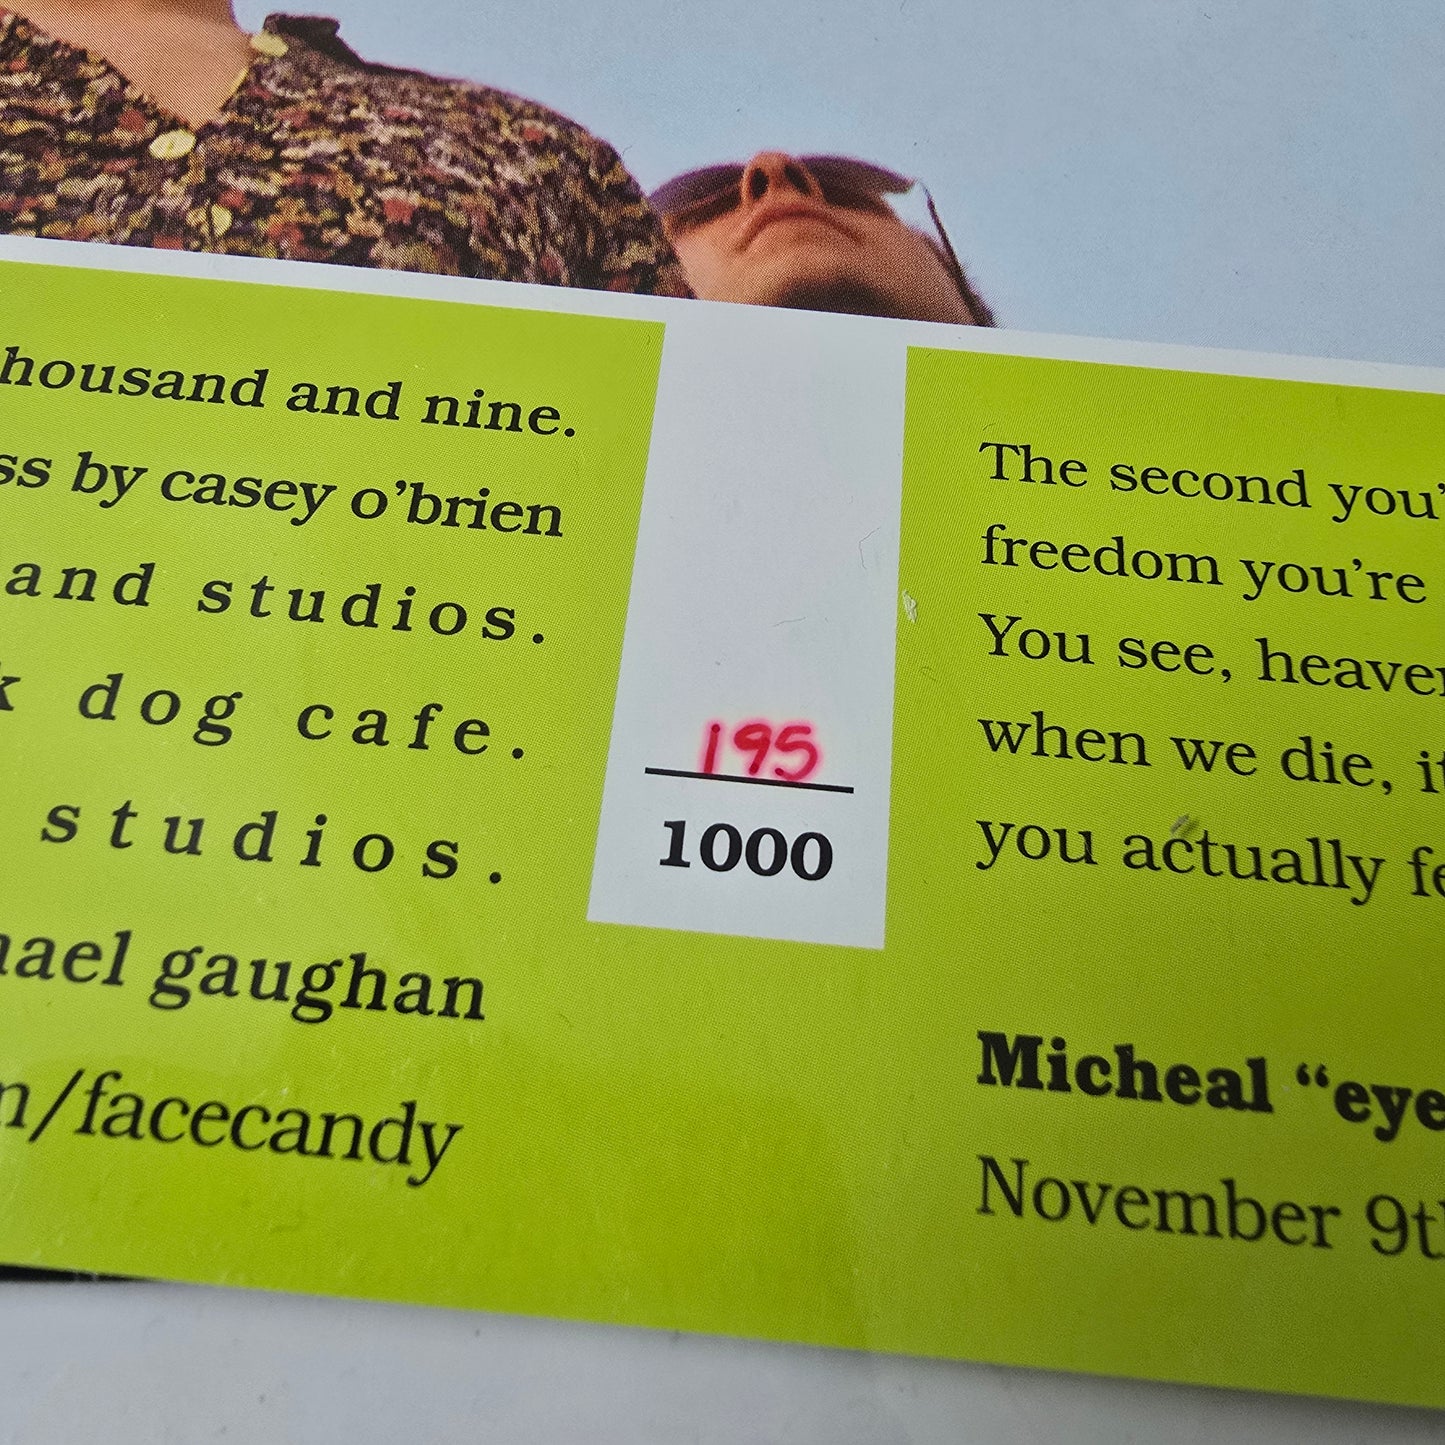 housand and nine.
ss by casey o'brien
and studios.
k dog cafe.
studios.
ael gaughan
m/facecandy
195
1000
The second you'
freedom you're
You see, heaven
when we die, it
you actually fe
Micheal “eye
November 9th